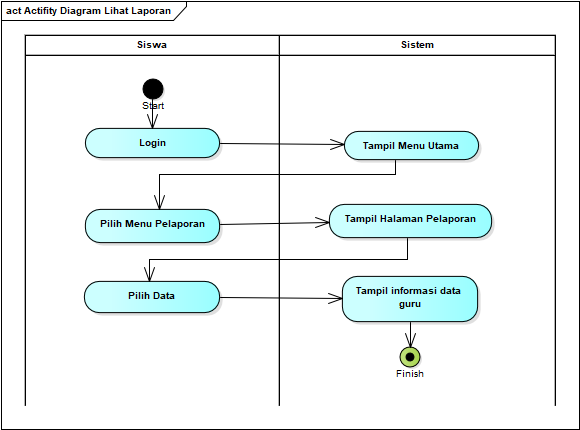 act Actifity Diagram Lihat Laporan
Siswa
Sistem
Start
Login
Tampil Menu Utama
Pilih Menu Pelaporan
Tampil Halaman Pelaporan
Pilih Data
Tampil informasi data
guru
Finish